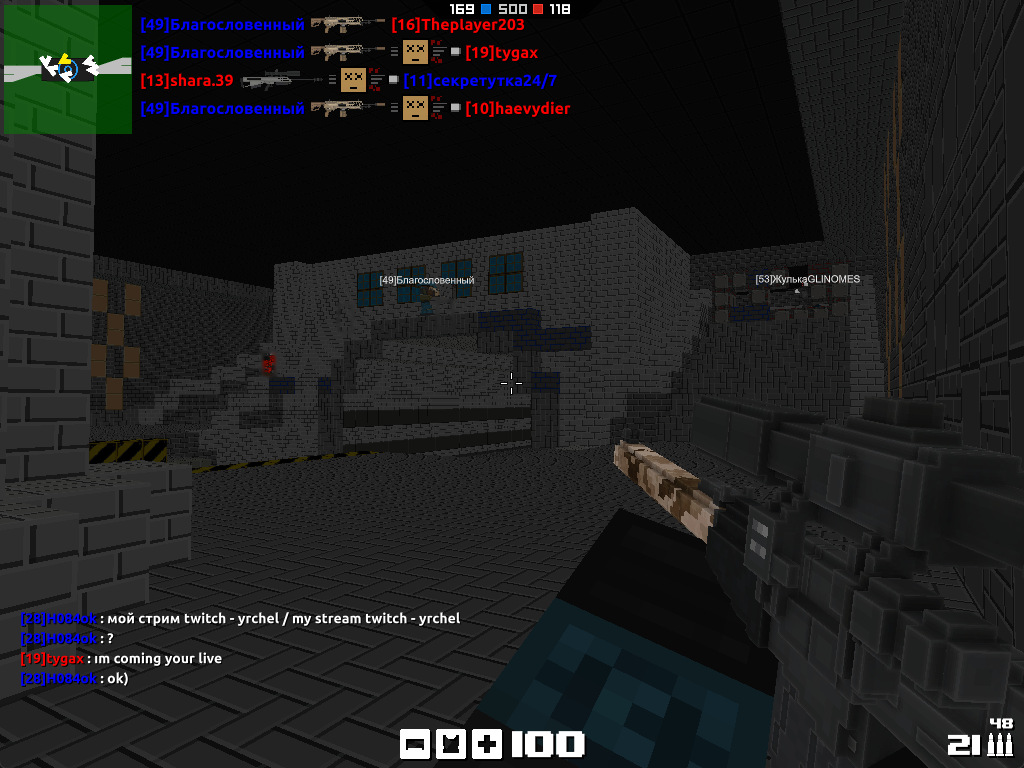 169 500 118
[49]Благословенный [16]Theplayer203
[49]Благословенный [19]tygax
[13]shara.39 [11]секретутка24/7
[49]Благословенный [10]haevydier
[49]Благословенный
[53]ЖулькаGLINOMES
[28]H084ok : мой стрим twitch - yrchel / my stream twitch - yrchel
[28]H084ok : ?
[19]tygax : ım coming your live
[28]H084ok : ok)
48
100
21